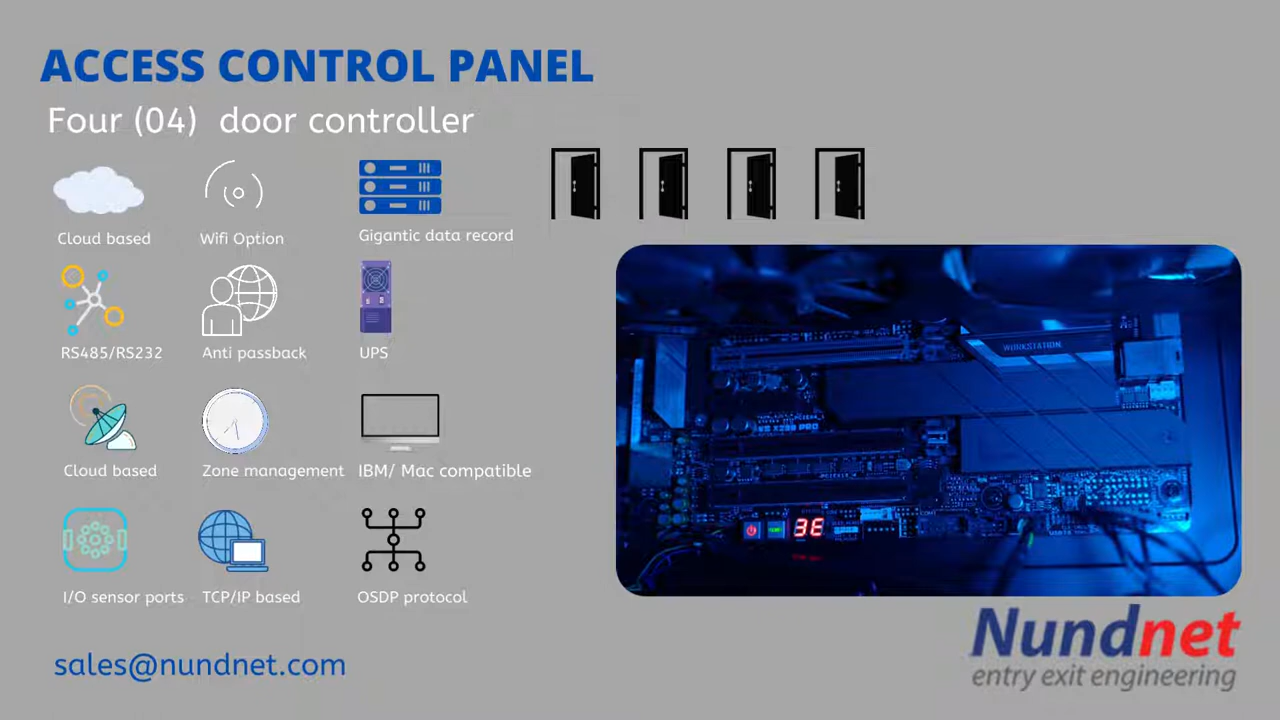 ACCESS CONTROL PANEL
Four (04) door controller
Cloud based
Wifi Option
Gigantic data record
RS485/RS232
Anti passback
UPS
Cloud based
Zone management
IBM/ Mac compatible
I/O sensor ports
TCP/IP based
OSDP protocol
WORKSTATION
3E
sales@nundnet.com
Nundnet
entry exit engineering